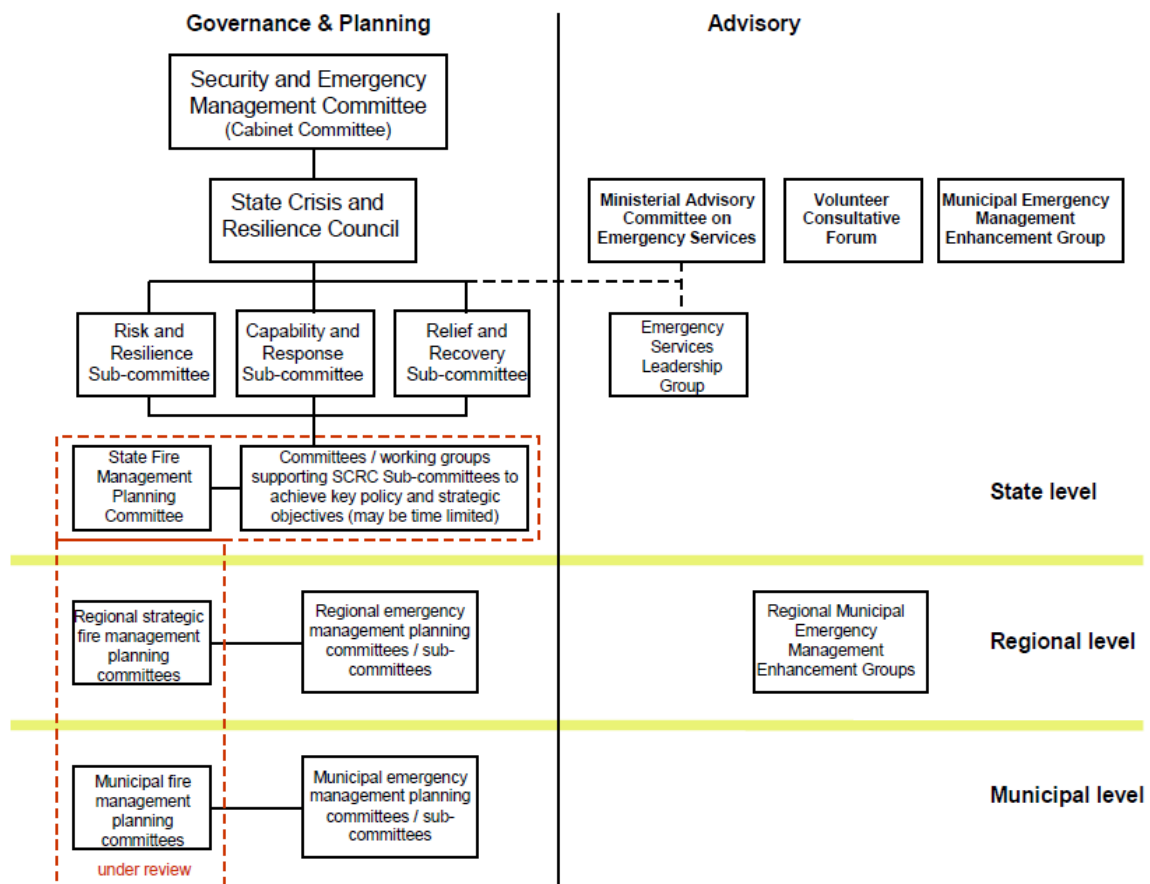 Governance & Planning
Advisory
Security and Emergency
Management Committee
(Cabinet Committee)
State Crisis and
Resilience Council
Ministerial Advisory
Committee on
Emergency Services
Volunteer
Consultative
Forum
Municipal Emergency
Management
Enhancement Group
Risk and
Resilience
Sub-committee
Capability and
Response
Sub-committee
Relief and
Recovery
Sub-committee
Emergency
Services
Leadership
Group
State Fire
Management
Planning
Committee
Committees / working groups
supporting SCRC Sub-committees to
achieve key policy and strategic
objectives (may be time limited)
State level
Regional strategic
fire management
planning
committees
Regional emergency
management planning
committees / sub-
committees
Regional Municipal
Emergency
Management
Enhancement Groups
Regional level
Municipal fire
management
planning
committees
Municipal emergency
management planning
committees / sub-
committees
Municipal level
under review